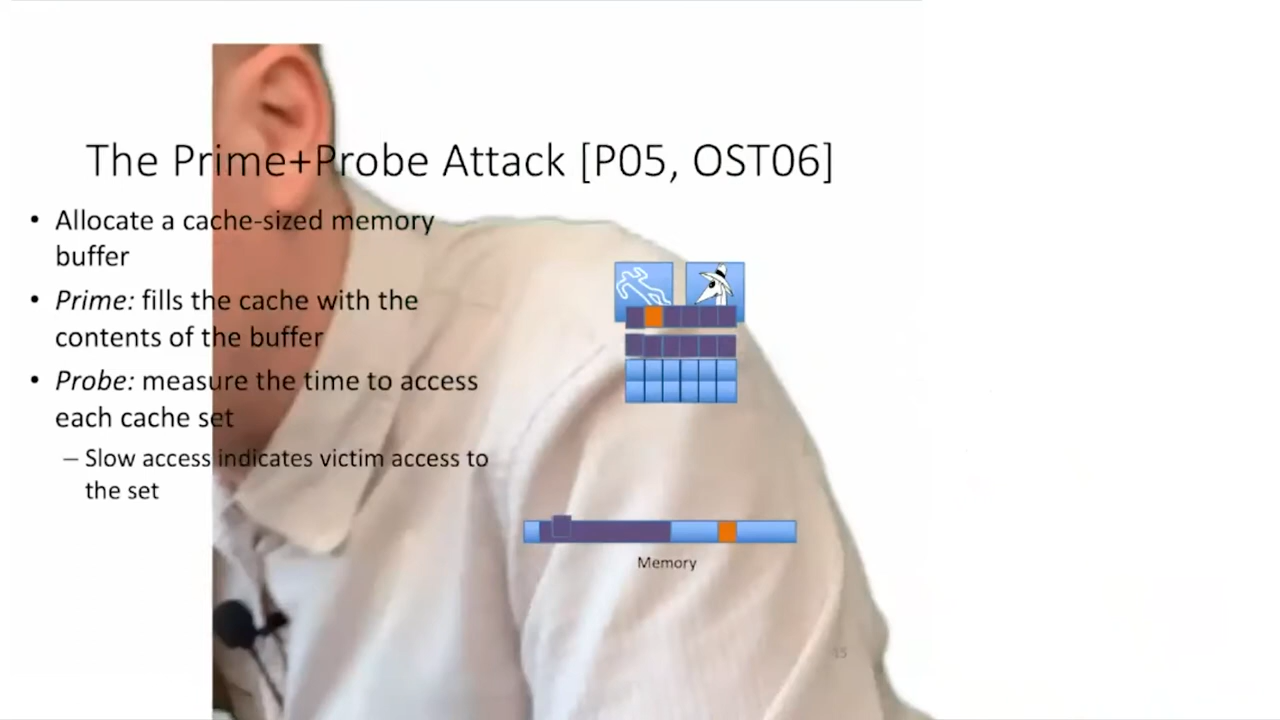 The Prime+Probe Attack [P05, OST06]
• Allocate a cache-sized memory
buffer
• Prime: fills the cache with the
contents of the buffer
• Probe: measure the time to access
each cache set
– Slow access indicates victim access to
the set
Memory
15